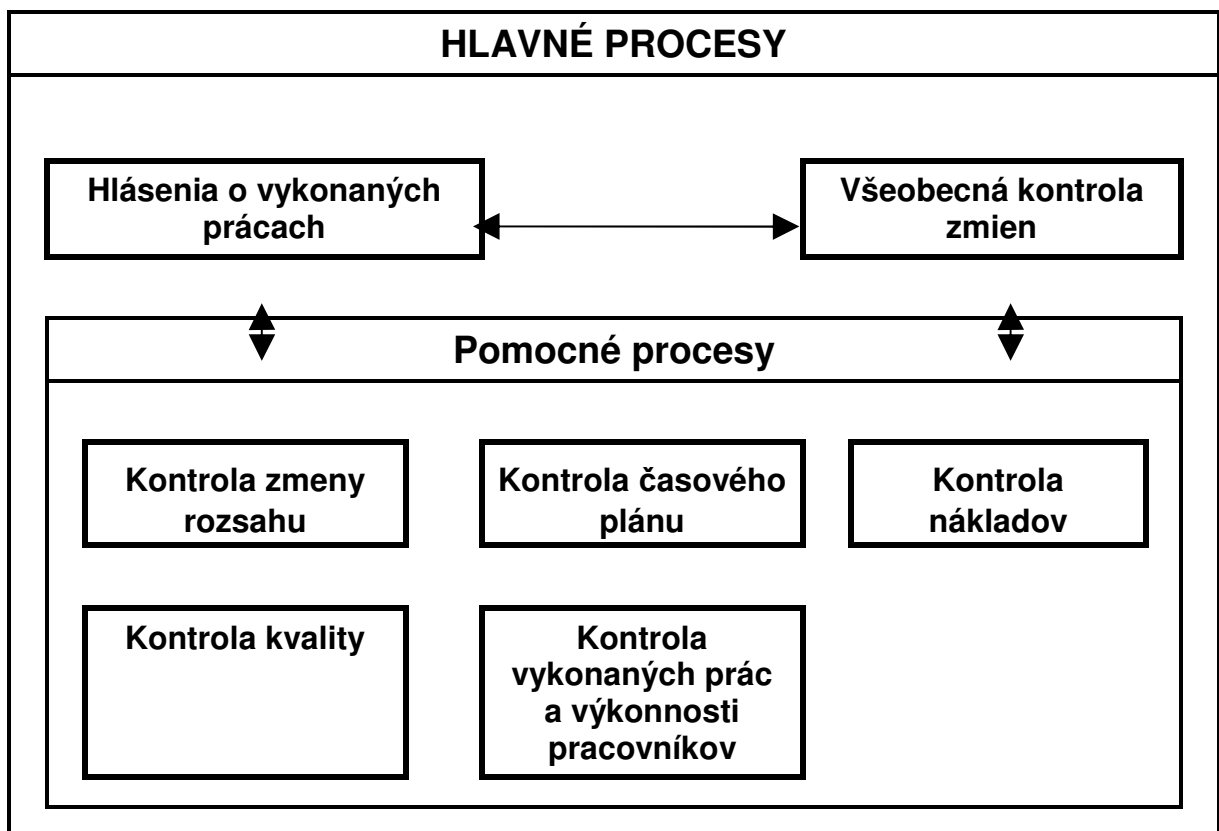 HLAVNÉ PROCESY
Hlásenia o vykonaných
prácach
Všeobecná kontrola
zmien
Pomocné procesy
Kontrola zmeny
rozsahu
Kontrola časového
plánu
Kontrola
nákladov
Kontrola kvality
Kontrola
vykonaných prác
a výkonnosti
pracovníkov